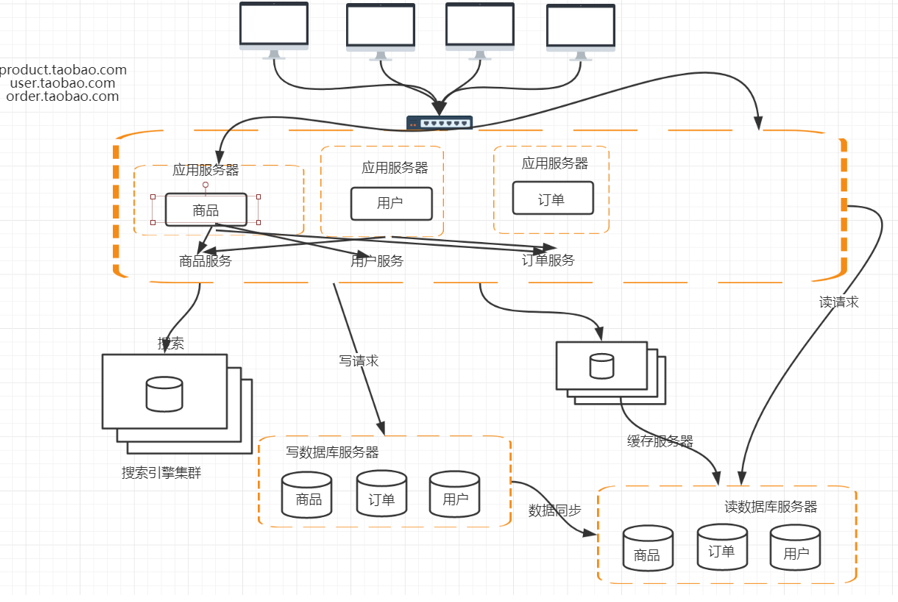 product.taobao.com
user.taobao.com
order.taobao.com
应用服务器
应用服务器
应用服务器
商品
用户
订单
商品服务
用户服务
订单服务
读请求
搜索
写请求
缓存服务器
搜索引擎集群
写数据库服务器
商品
订单
用户
数据同步
读数据库服务器
商品
订单
用户